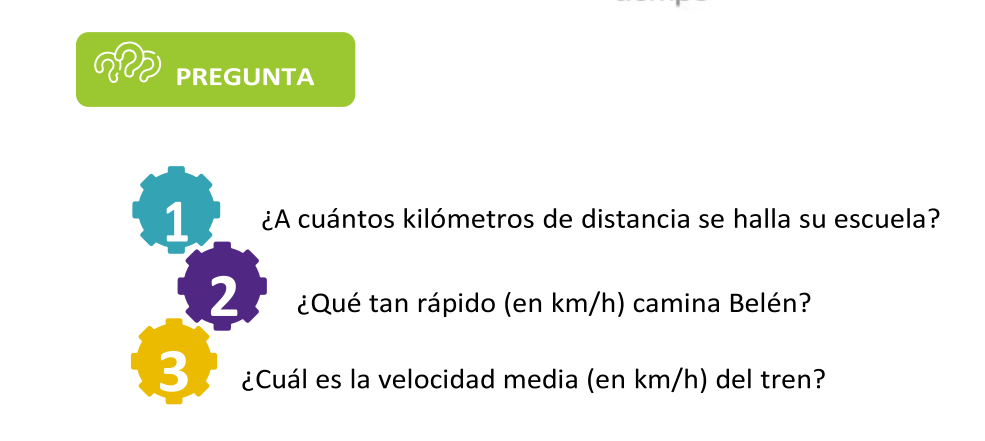 PREGUNTA
1 ¿A cuántos kilómetros de distancia se halla su escuela?
2 ¿Qué tan rápido (en km/h) camina Belén?
3 ¿Cuál es la velocidad media (en km/h) del tren?